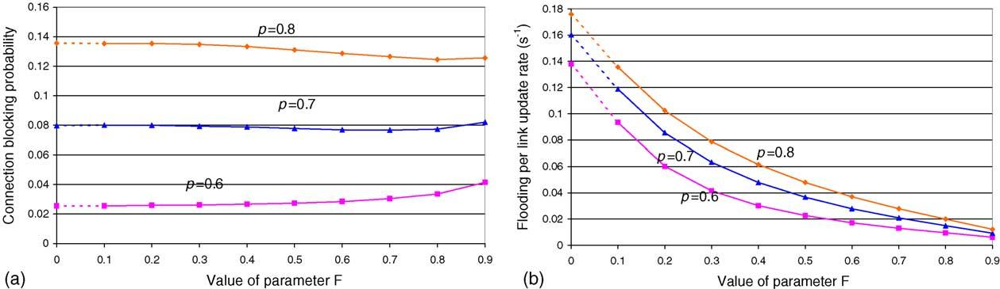 0.16
0.14
0.12
0.1
0.08
0.06
0.04
0.02
0
Connection blocking probability
p=0.8
p=0.7
p=0.6
0 0.1 0.2 0.3 0.4 0.5 0.6 0.7 0.8 0.9
Value of parameter F
(a)
0.18
0.16
0.14
0.12
0.1
0.08
0.06
0.04
0.02
0
Flooding per link update rate (s⁻¹)
p=0.8
p=0.7
p=0.6
0 0.1 0.2 0.3 0.4 0.5 0.6 0.7 0.8 0.9
Value of parameter F
(b)